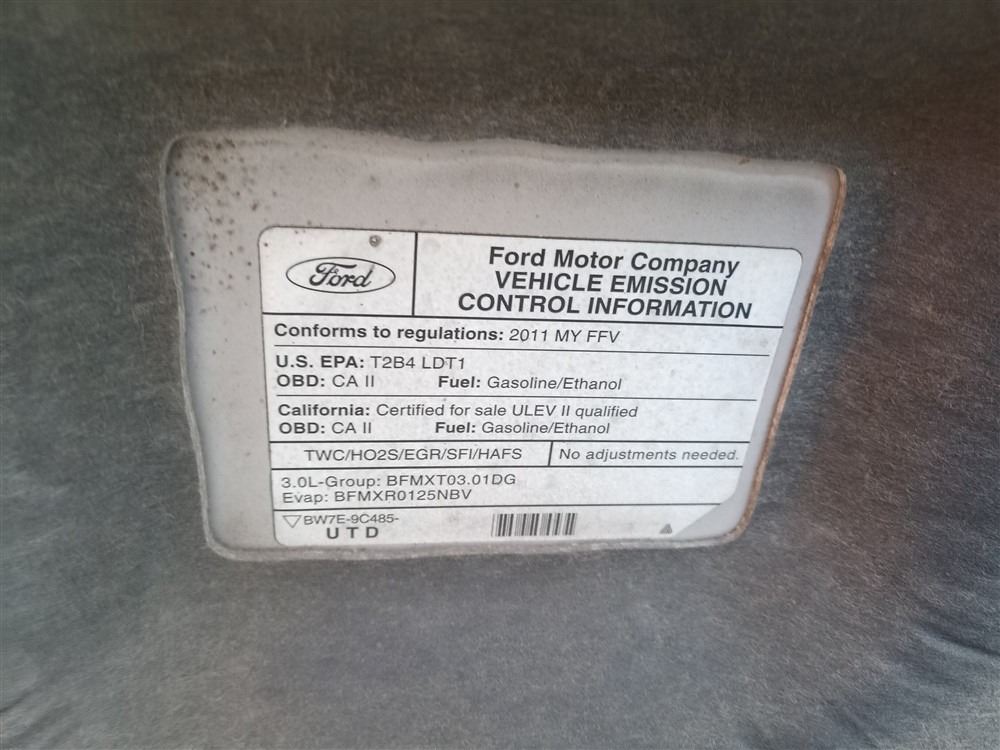 Ford
Ford Motor Company
VEHICLE EMISSION
CONTROL INFORMATION
Conforms to regulations: 2011 MY FFV
U.S. EPA: T2B4 LDT1
OBD: CA II Fuel: Gasoline/Ethanol
California: Certified for sale ULEV II qualified
OBD: CA II Fuel: Gasoline/Ethanol
TWC/HO2S/EGR/SFI/HAFS No adjustments needed.
3.0L-Group: BFMXT03.01DG
Evap: BFMXR0125NBV
BW7E-9C485-
U T D